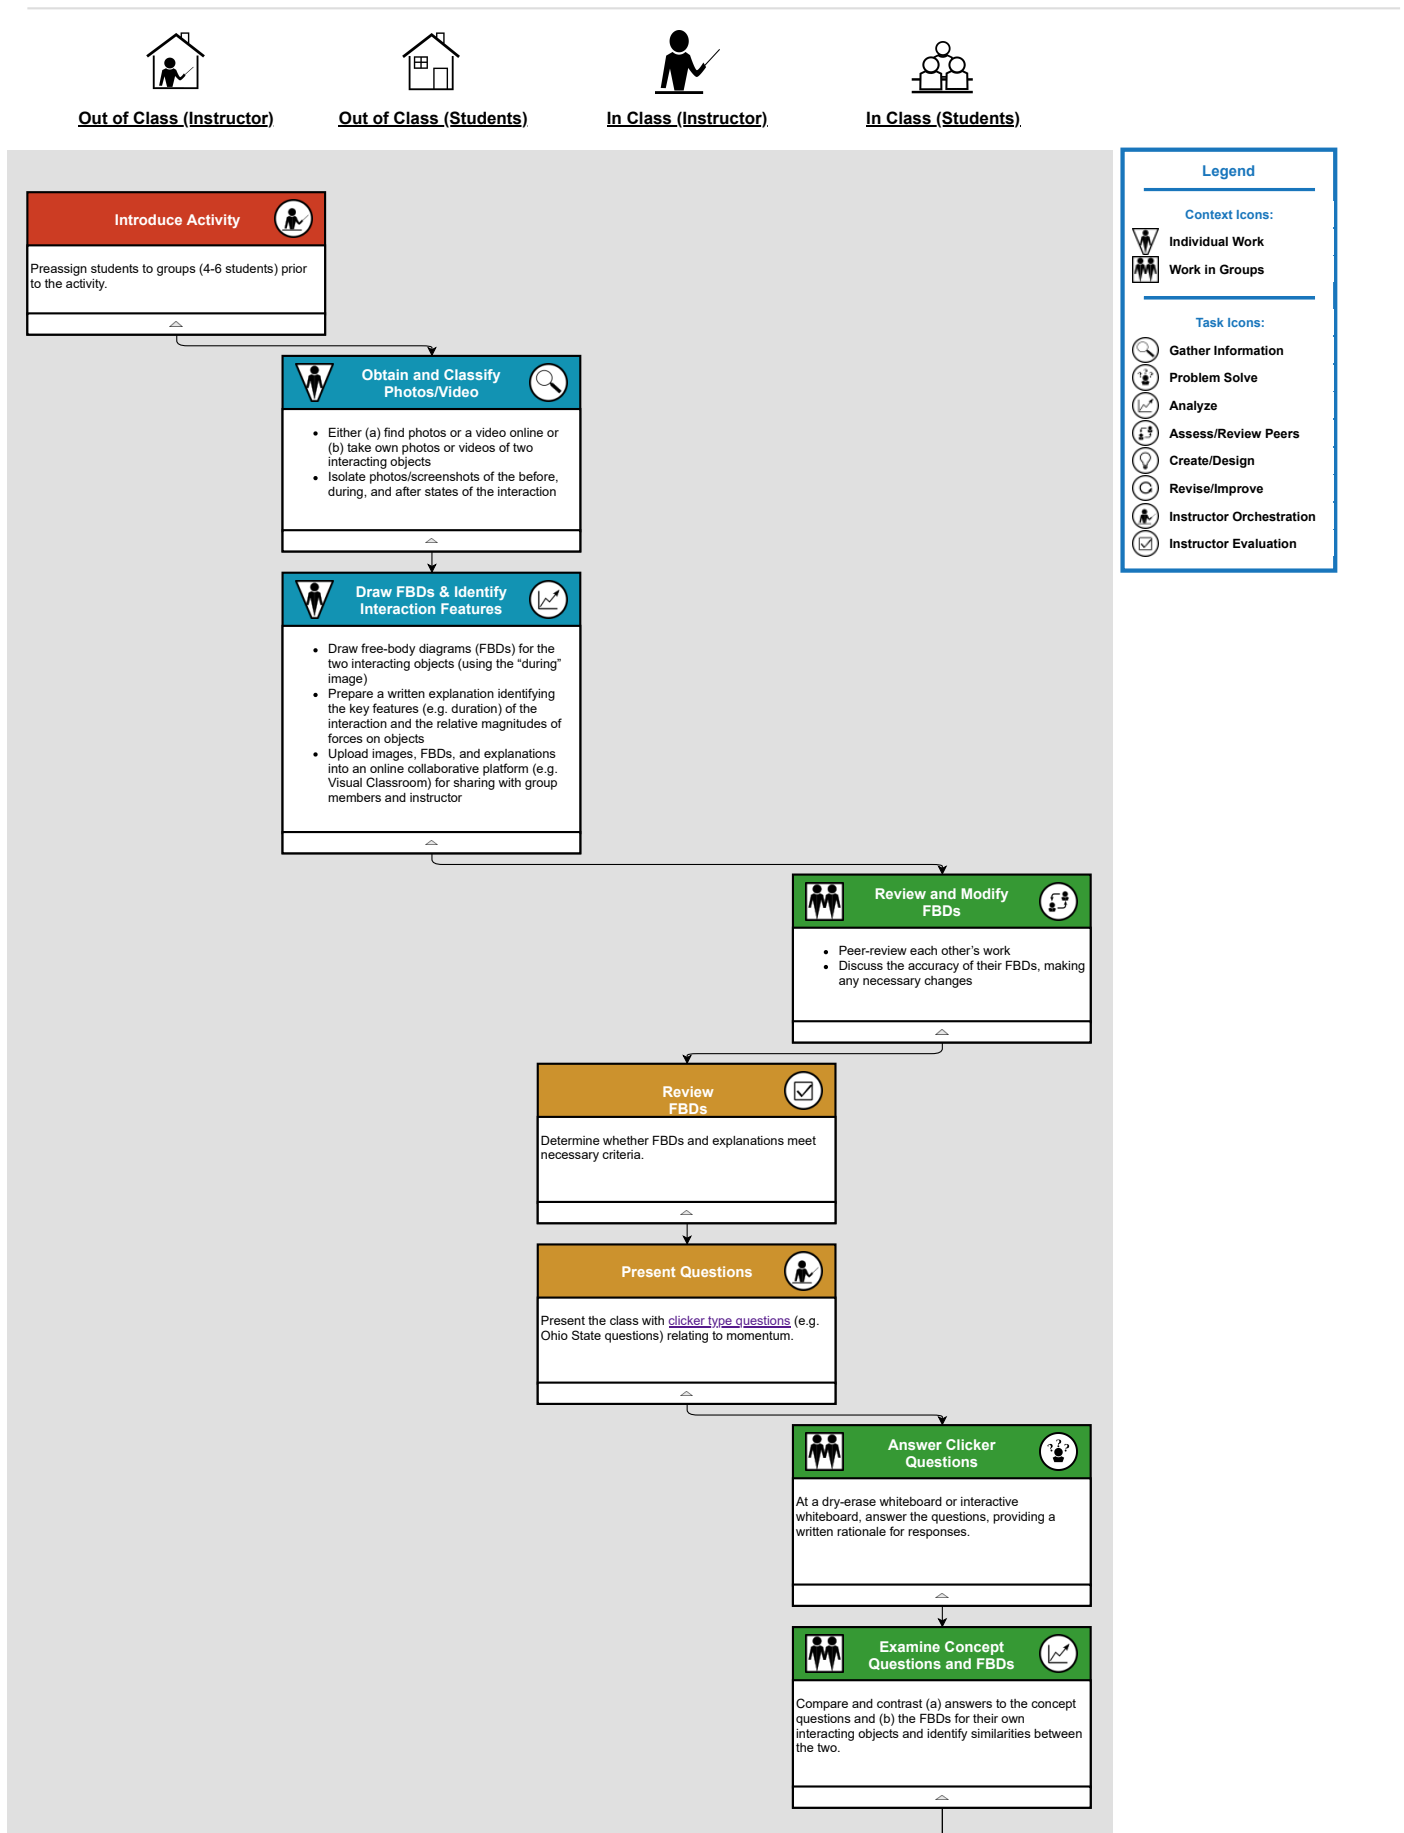 Out of Class (Instructor)
Out of Class (Students)
In Class (Instructor)
In Class (Students)
Legend
Context Icons:
Individual Work
Work in Groups
Task Icons:
Gather Information
Problem Solve
Analyze
Assess/Review Peers
Create/Design
Revise/Improve
Instructor Orchestration
Instructor Evaluation
Introduce Activity
Preassign students to groups (4-6 students) prior
to the activity.
Obtain and Classify
Photos/Video
• Either (a) find photos or a video online or
(b) take own photos or videos of two
interacting objects
• Isolate photos/screenshots of the before,
during, and after states of the interaction
Draw FBDs & Identify
Interaction Features
• Draw free-body diagrams (FBDs) for the
two interacting objects (using the “during”
image)
• Prepare a written explanation identifying
the key features (e.g. duration) of the
interaction and the relative magnitudes of
forces on objects
• Upload images, FBDs, and explanations
into an online collaborative platform (e.g.
Visual Classroom) for sharing with group
members and instructor
Review and Modify
FBDs
• Peer-review each other’s work
• Discuss the accuracy of their FBDs, making
any necessary changes
Review
FBDs
Determine whether FBDs and explanations meet
necessary criteria.
Present Questions
Present the class with clicker type questions (e.g.
Ohio State questions) relating to momentum.
Answer Clicker
Questions
At a dry-erase whiteboard or interactive
whiteboard, answer the questions, providing a
written rationale for responses.
Examine Concept
Questions and FBDs
Compare and contrast (a) answers to the concept
questions and (b) the FBDs for their own
interacting objects and identify similarities between
the two.